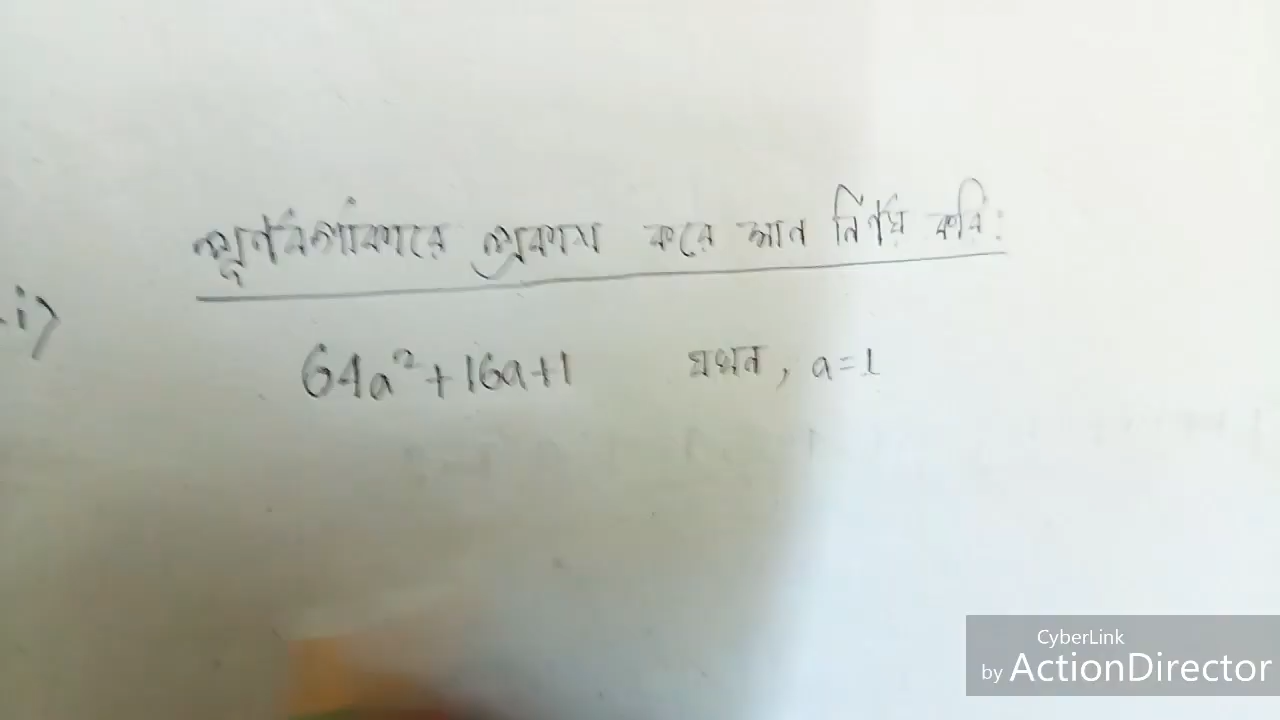 পূর্ণবর্গাকারে প্রকাশ করে মান নির্ণয় করি:
i) 64a²+16a+1 যখন, a=1
CyberLink
by ActionDirector